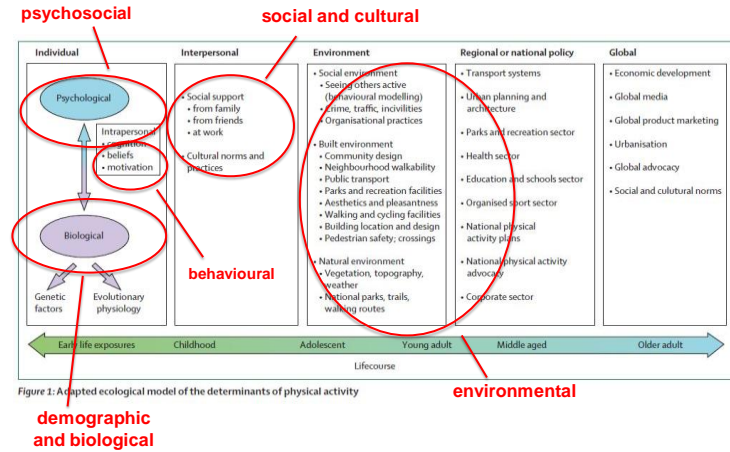 psychosocial
social and cultural
Individual
Psychological
Intrapersonal
• cognition
• beliefs
• motivation
Biological
Genetic
factors
Evolutionary
physiology
Interpersonal
• Social support
• from family
• from friends
• at work
• Cultural norms and
practices
Environment
• Social environment
• Seeing others active
(behavioural modelling)
• Crime, traffic, incivilities
• Organisational practices
• Built environment
• Community design
• Neighbourhood walkability
• Public transport
• Parks and recreation facilities
• Aesthetics and pleasantness
• Walking and cycling facilities
• Building location and design
• Pedestrian safety; crossings
• Natural environment
• Vegetation, topography,
weather
• National parks, trails,
walking routes
Regional or national policy
• Transport systems
• Urban planning and
architecture
• Parks and recreation sector
• Health sector
• Education and schools sector
• Organised sport sector
• National physical
activity plans
• National physical activity
advocacy
• Corporate sector
Global
• Economic development
• Global media
• Global product marketing
• Urbanisation
• Global advocacy
• Social and culutural norms
behavioural
Early life exposures Childhood Adolescent Young adult Middle aged Older adult
Lifecourse
Figure 1: Adapted ecological model of the determinants of physical activity
environmental
demographic
and biological